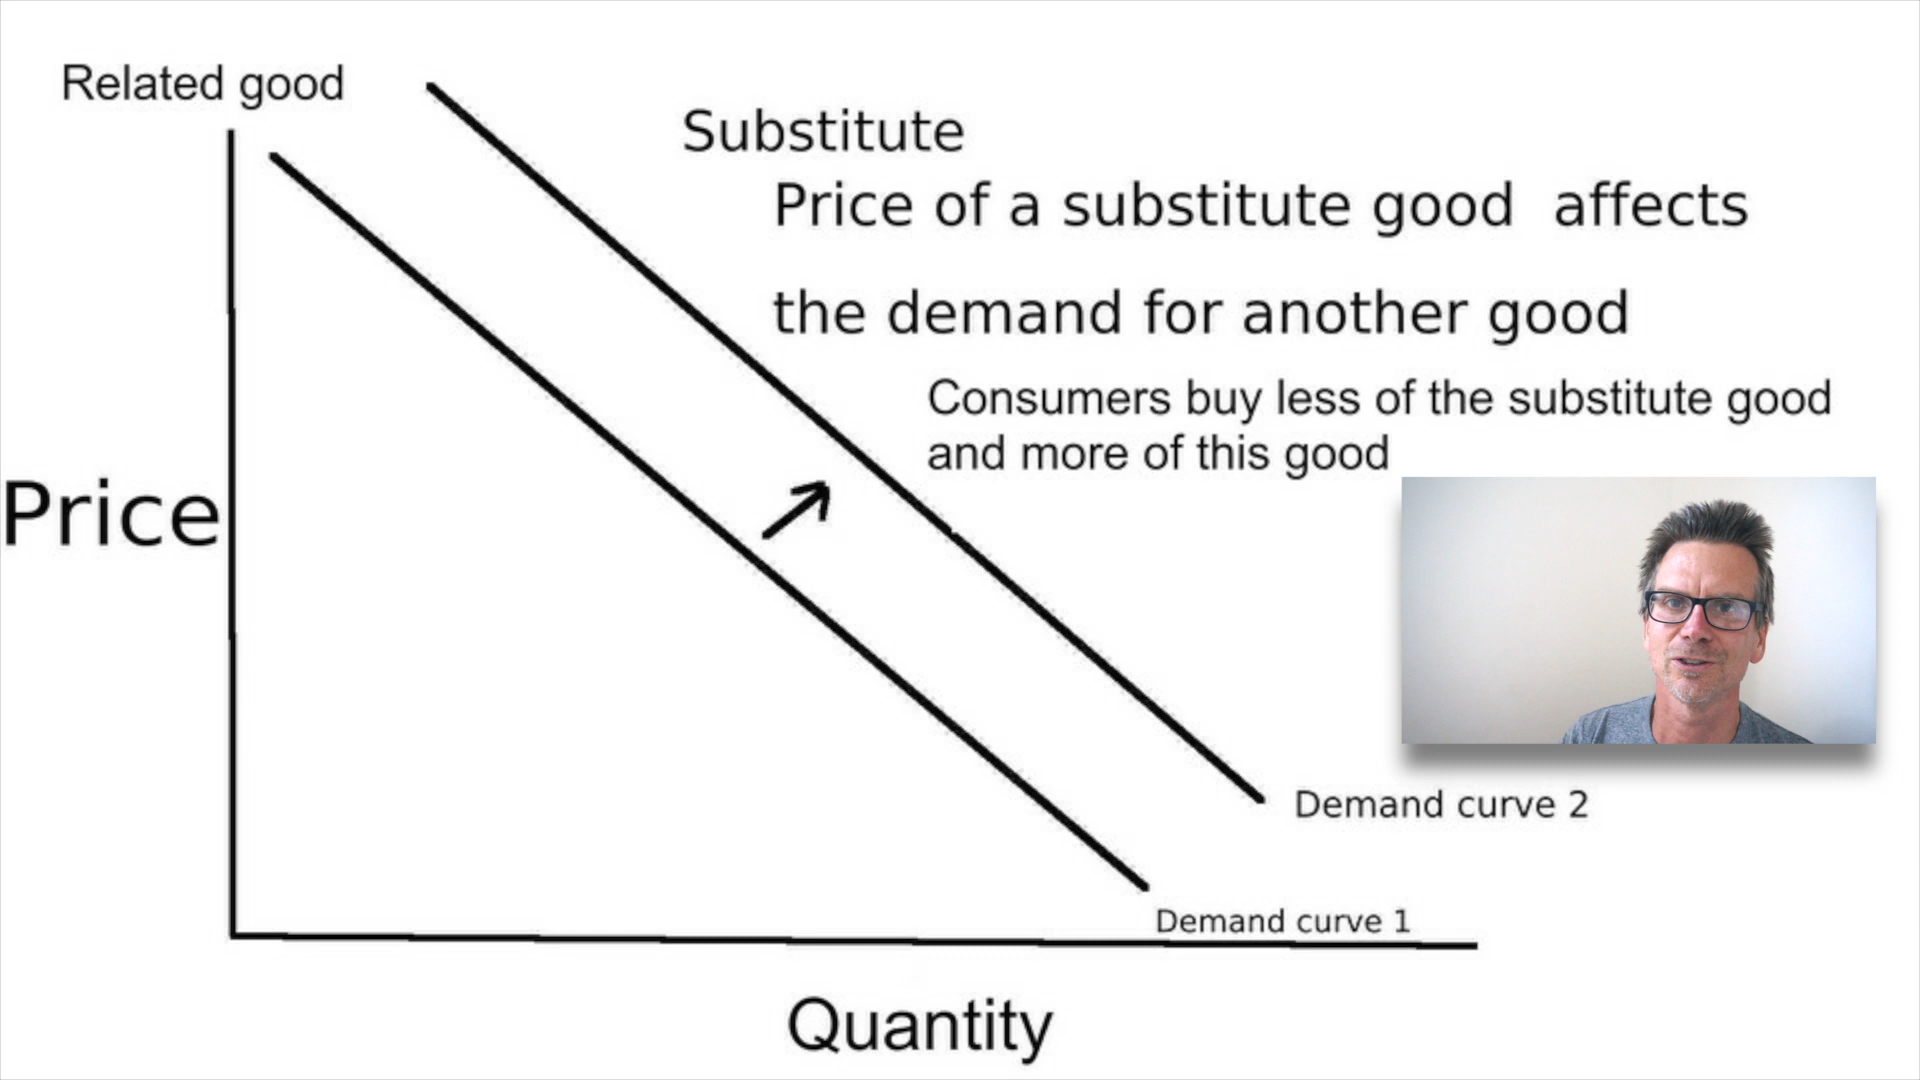 Related good
Substitute
Price of a substitute good affects
the demand for another good
Consumers buy less of the substitute good
and more of this good
Price
Demand curve 2
Demand curve 1
Quantity